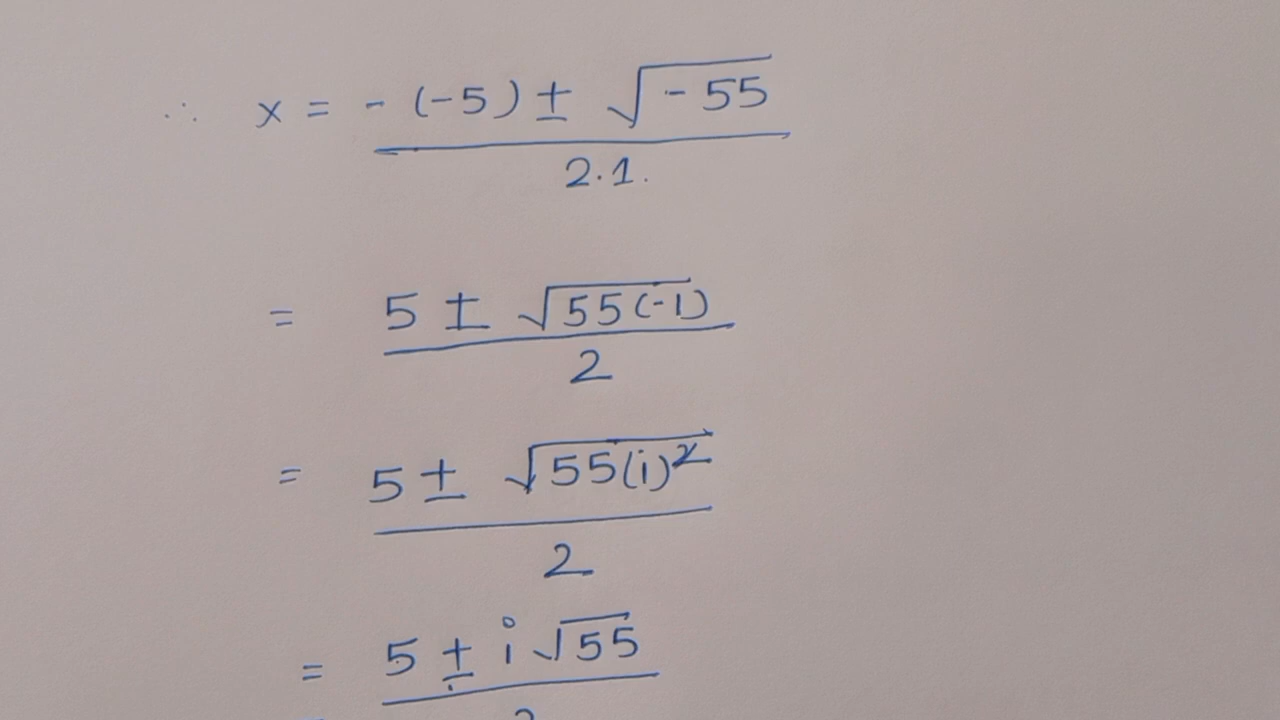 ∴ x = - (-5) ± √-55
2.1.
= 5 ± √55(-1)
2
= 5 ± √55(i)²
2
= 5 ± i √55